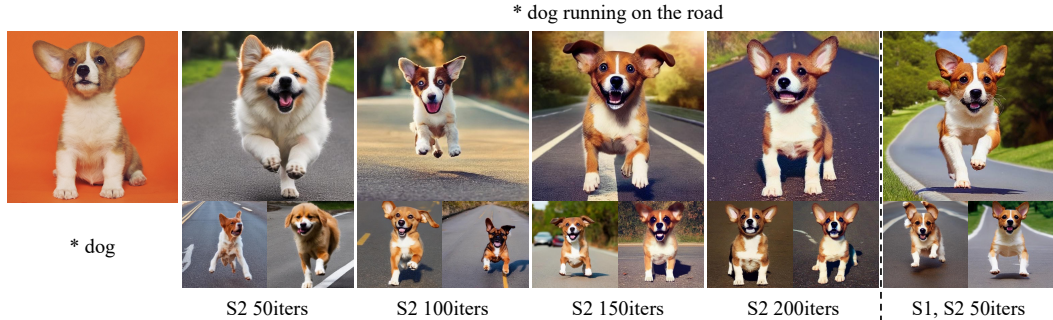 * dog running on the road
* dog
S2 50iters
S2 100iters
S2 150iters
S2 200iters
S1, S2 50iters